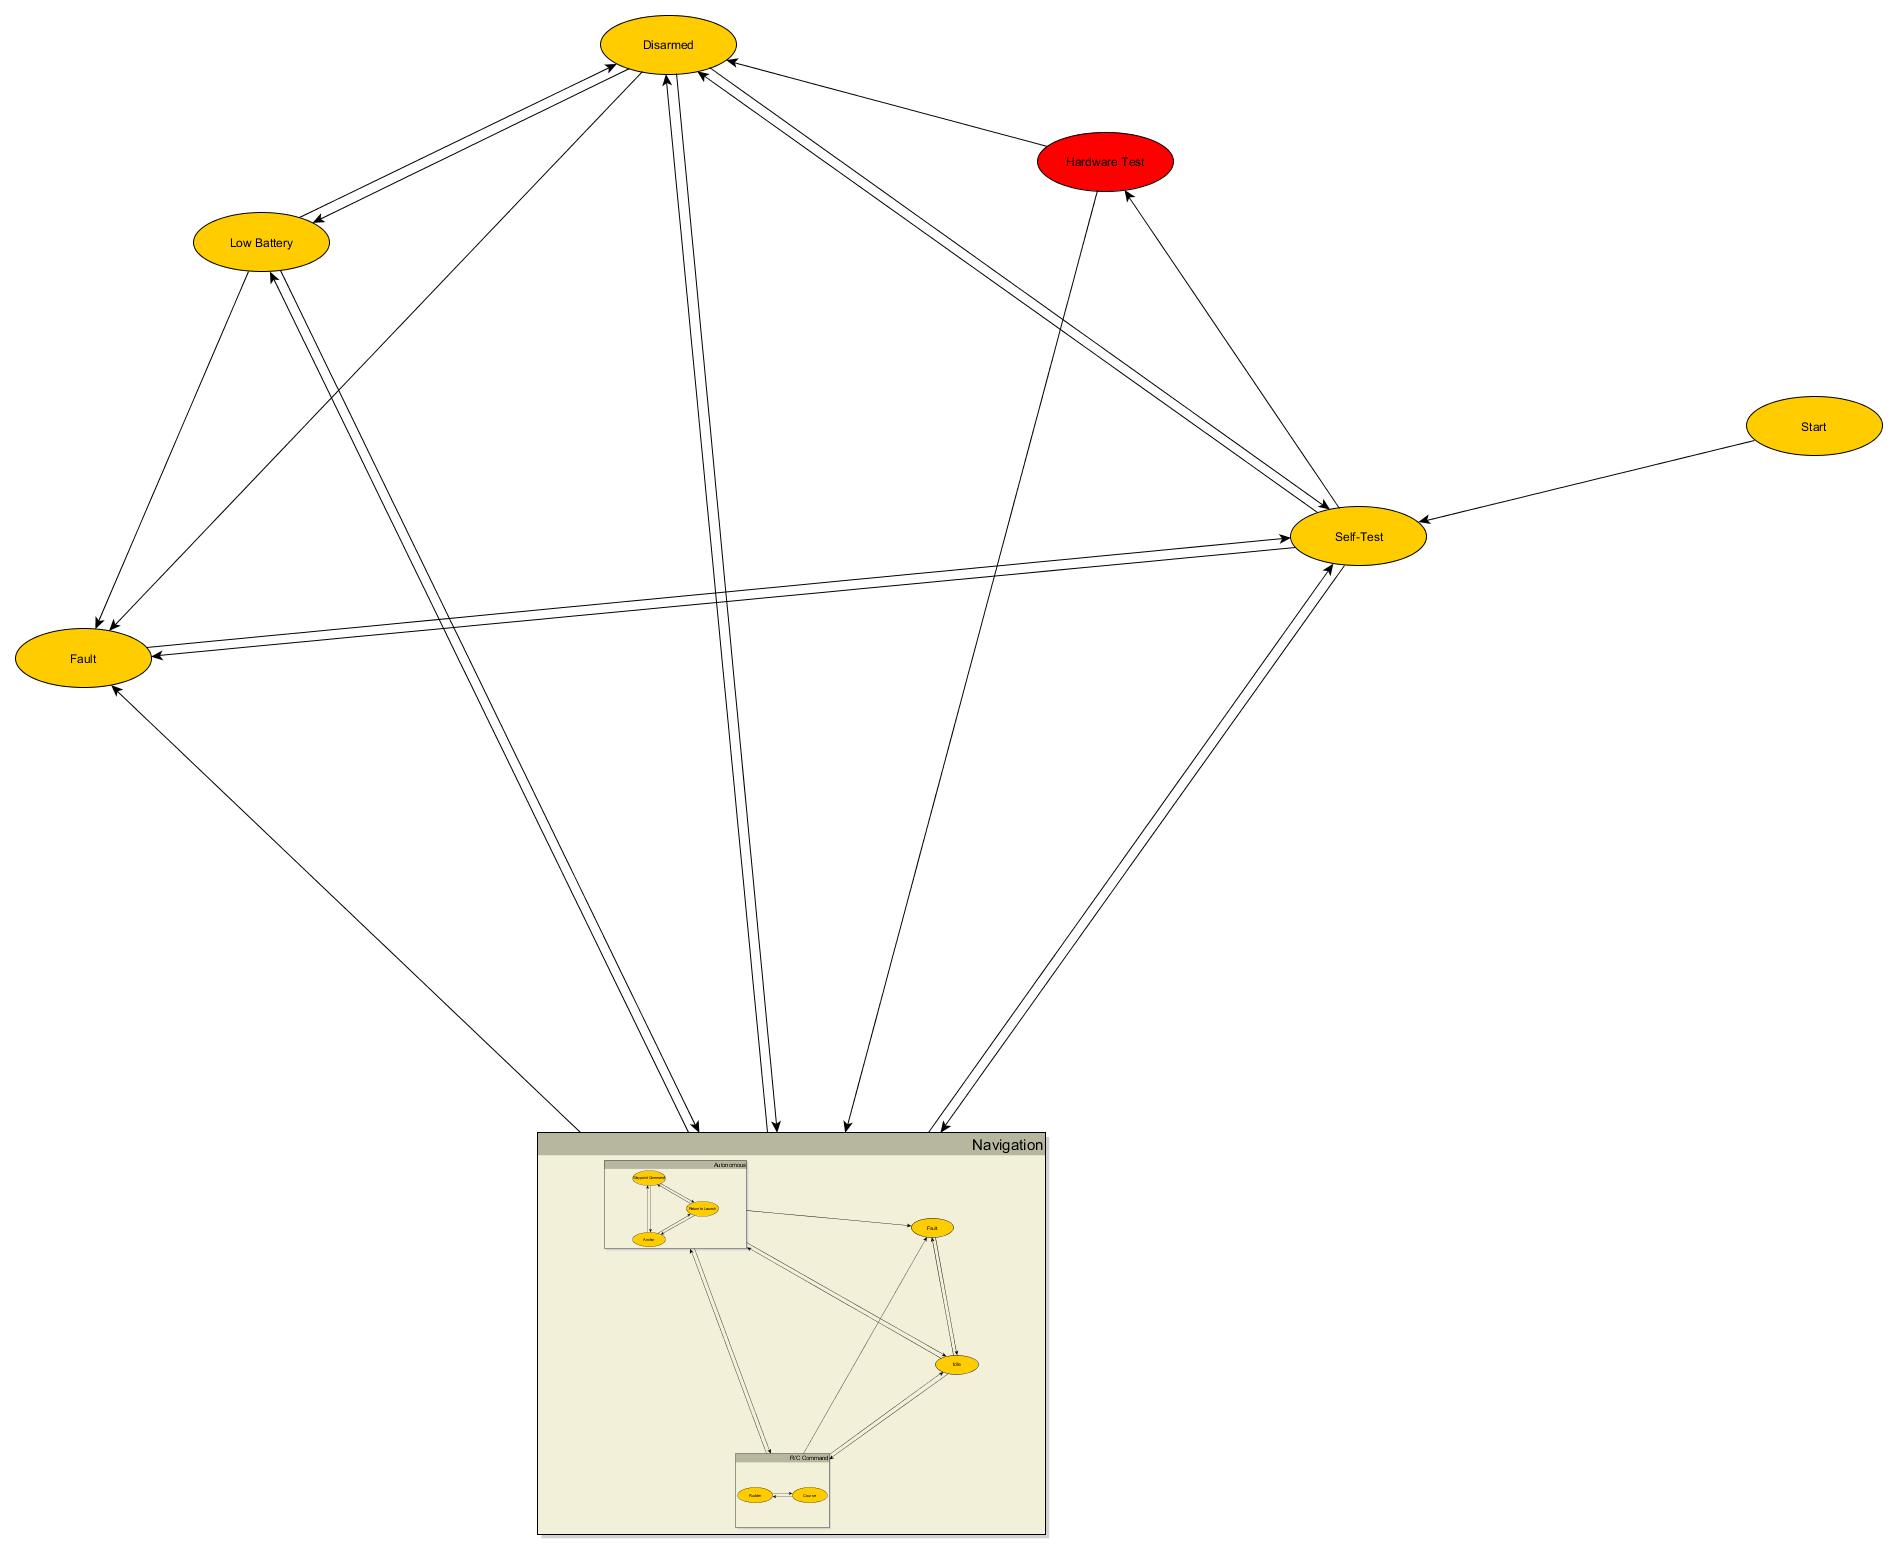 Disarmed
Hardware Test
Low Battery
Start
Self-Test
Fault
Navigation
Autonomous
Waypoint Command
Return to Launch
Fault
Anchor
Idle
R/C Command
Rudder
Course